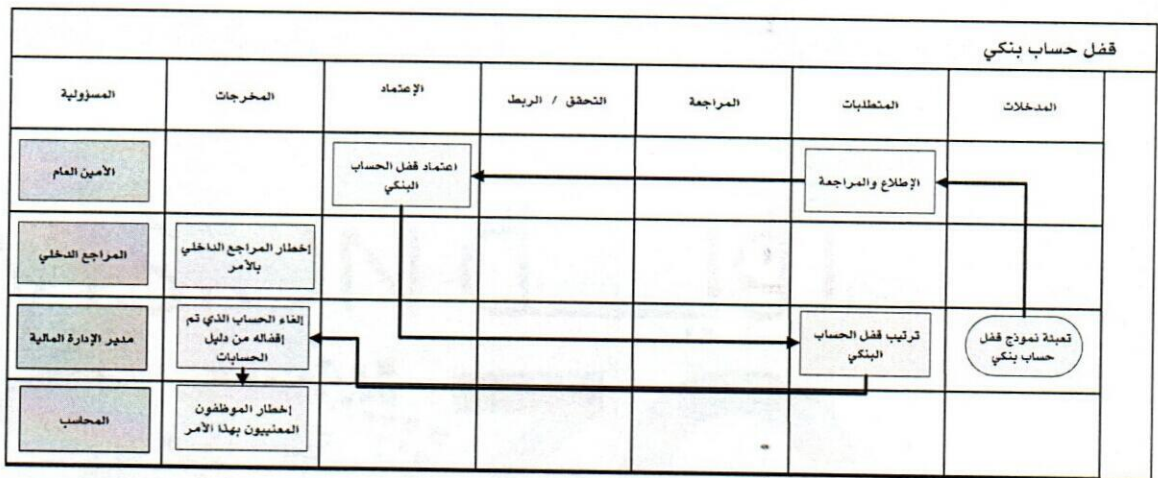 قفل حساب بنكي
المدخلات
المتطلبات
المراجعة
التحقق / الربط
الإعتماد
المخرجات
المسؤولية
الإطلاع والمراجعة
اعتماد قفل الحساب
البنكي
الأمين العام
إخطار المراجع الداخلي
بالأمر
المراجع الدخلي
تعبئة نموذج قفل
حساب بنكي
ترتيب قفل الحساب
البنكي
إلغاء الحساب الذي تم
إقفاله من دليل
الحسابات
مدير الإدارة المالية
إخطار الموظفون
المعنييون بهذا الأمر
المحاسب